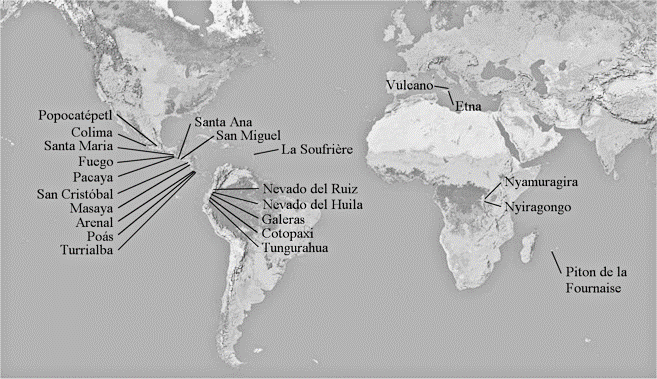 Vulcano
Etna
Popocatépetl
Colima
Santa Maria
Fuego
Pacaya
San Cristóbal
Masaya
Arenal
Poás
Turrialba
Santa Ana
San Miguel
La Soufrière
Nevado del Ruiz
Nevado del Huila
Galeras
Cotopaxi
Tungurahua
Nyamuragira
Nyiragongo
Piton de la
Fournaise